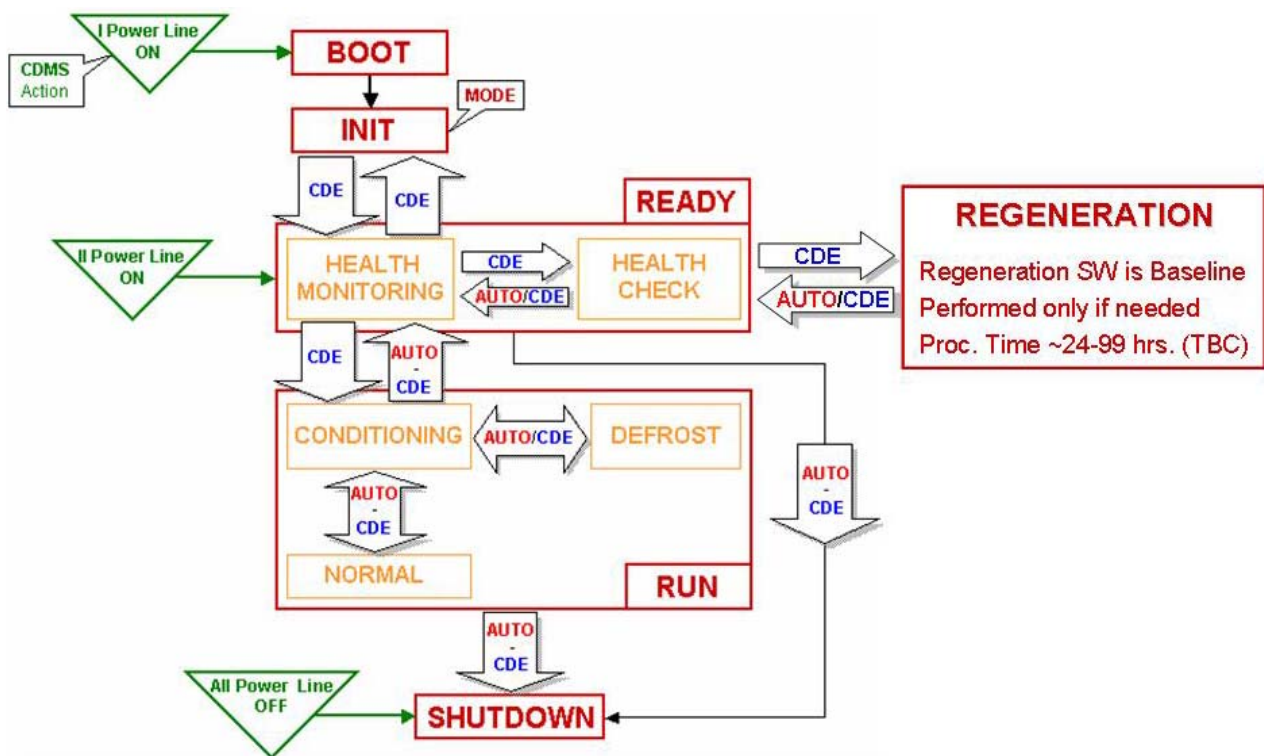 I Power Line
ON
CDMS
Action
BOOT
MODE
INIT
CDE
CDE
READY
II Power Line
ON
HEALTH
MONITORING
CDE
AUTO/CDE
HEALTH
CHECK
CDE
AUTO/CDE
REGENERATION
Regeneration SW is Baseline
Performed only if needed
Proc. Time ~24-99 hrs. (TBC)
CDE
AUTO
-
CDE
CONDITIONING
AUTO/CDE
DEFROST
AUTO
-
CDE
NORMAL
RUN
AUTO
-
CDE
AUTO
-
CDE
All Power Line
OFF
SHUTDOWN